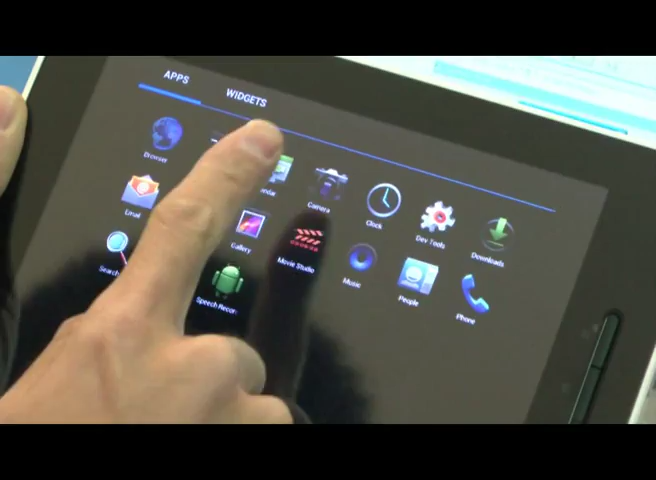 APPS WIDGETS
Browser
Camera
Clock
Dev Tools
Downloads
Email
Gallery
Movie Studio
Music
People
Phone
Search
Speech Recor